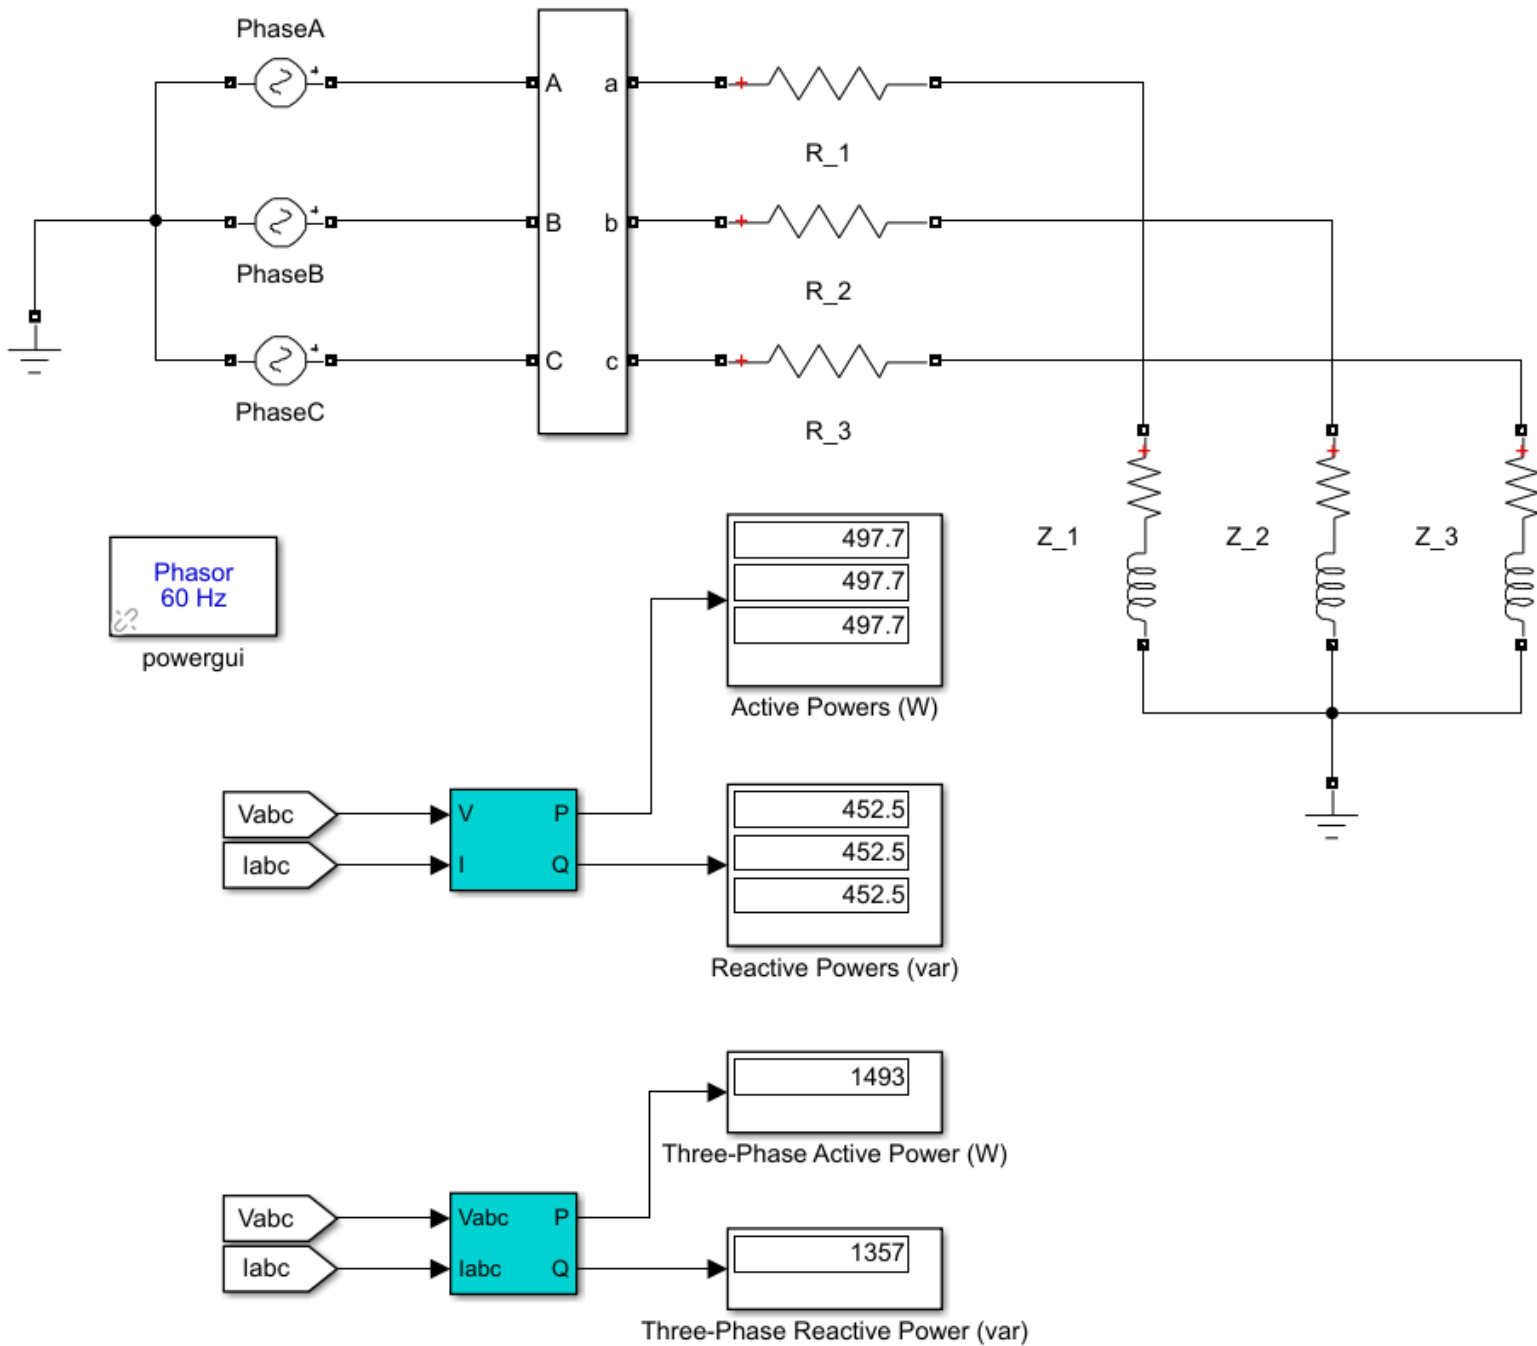 PhaseA
A a
R_1
B b
PhaseB
R_2
C c
PhaseC
R_3
Z_1 Z_2 Z_3
Phasor
60 Hz
powergui
497.7
497.7
497.7
Active Powers (W)
Vabc V P
Iabc I Q
452.5
452.5
452.5
Reactive Powers (var)
1493
Three-Phase Active Power (W)
Vabc Vabc P
Iabc Iabc Q
1357
Three-Phase Reactive Power (var)